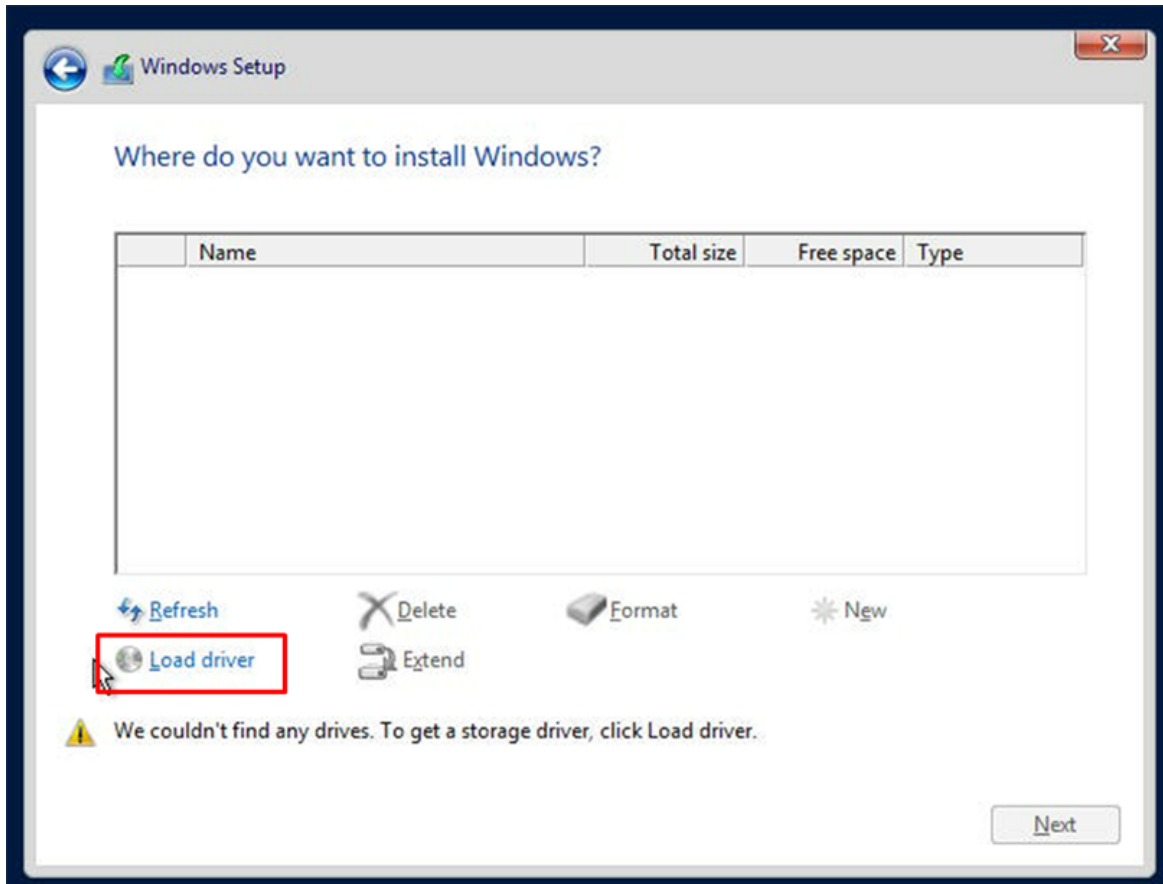 Windows Setup
Where do you want to install Windows?
Name Total size Free space Type
Refresh Delete Format New
Load driver Extend
We couldn't find any drives. To get a storage driver, click Load driver.
Next